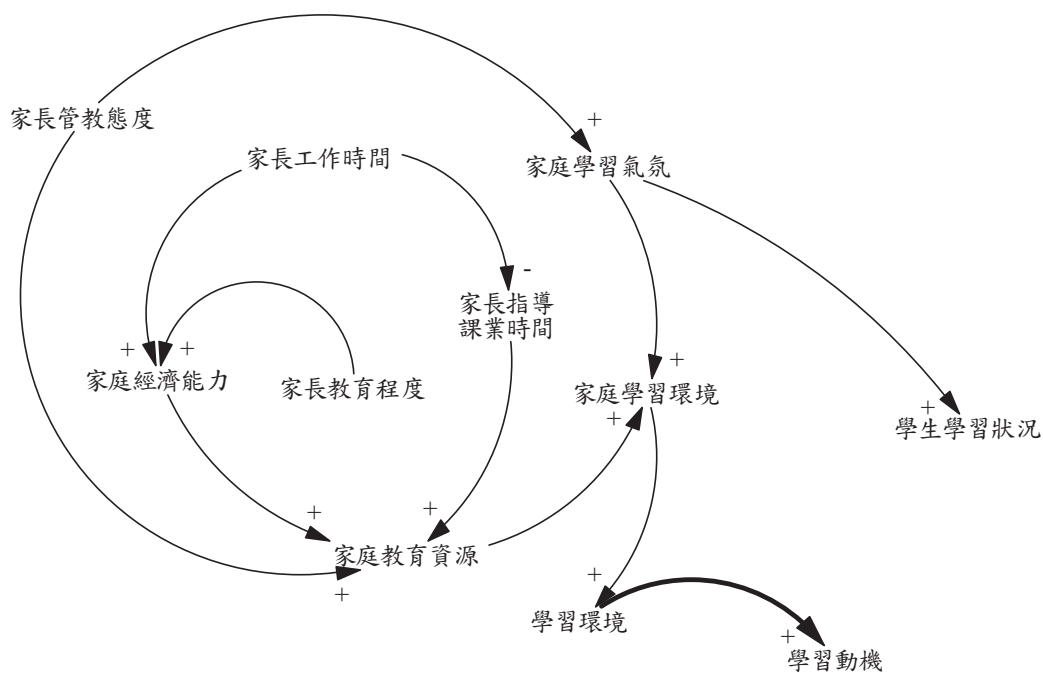 +
家長管教態度
家長工作時間
家庭學習氣氛
-
家長指導
課業時間
+
+
+
家庭經濟能力
家長教育程度
家庭學習環境
+
+
學生學習狀況
+
+
家庭教育資源
+
+
學習環境
+
學習動機